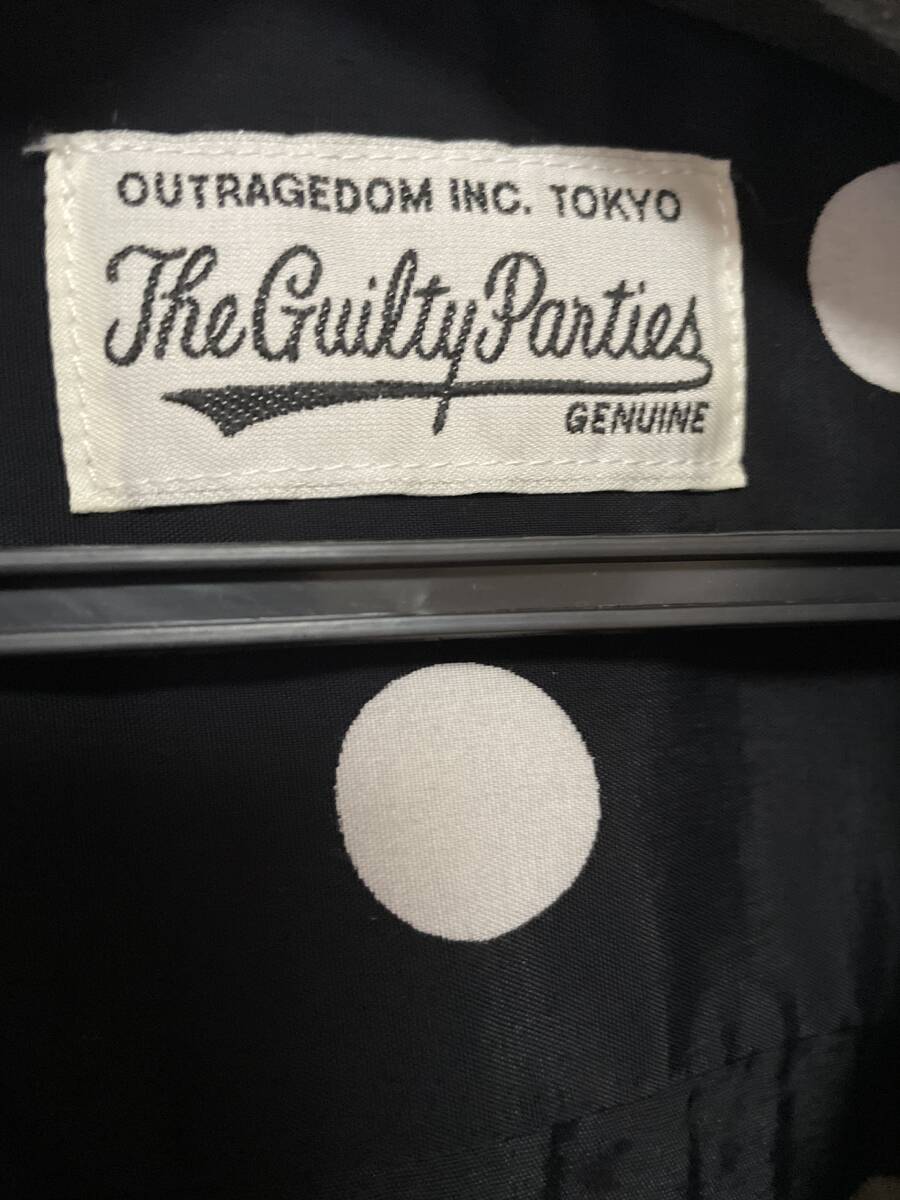 OUTRAGEDOM INC. TOKYO
The Guilty Parties
GENUINE